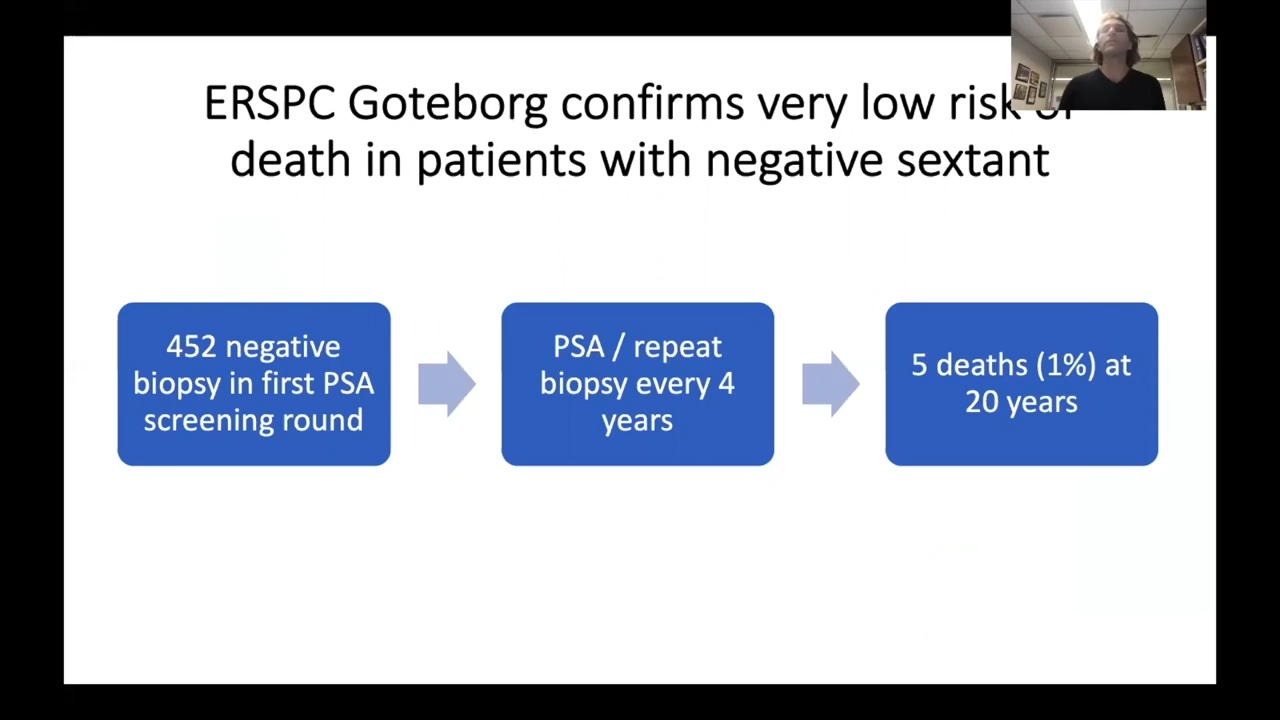 ERSPC Goteborg confirms very low risk of
death in patients with negative sextant
452 negative
biopsy in first PSA
screening round
PSA / repeat
biopsy every 4
years
5 deaths (1%) at
20 years